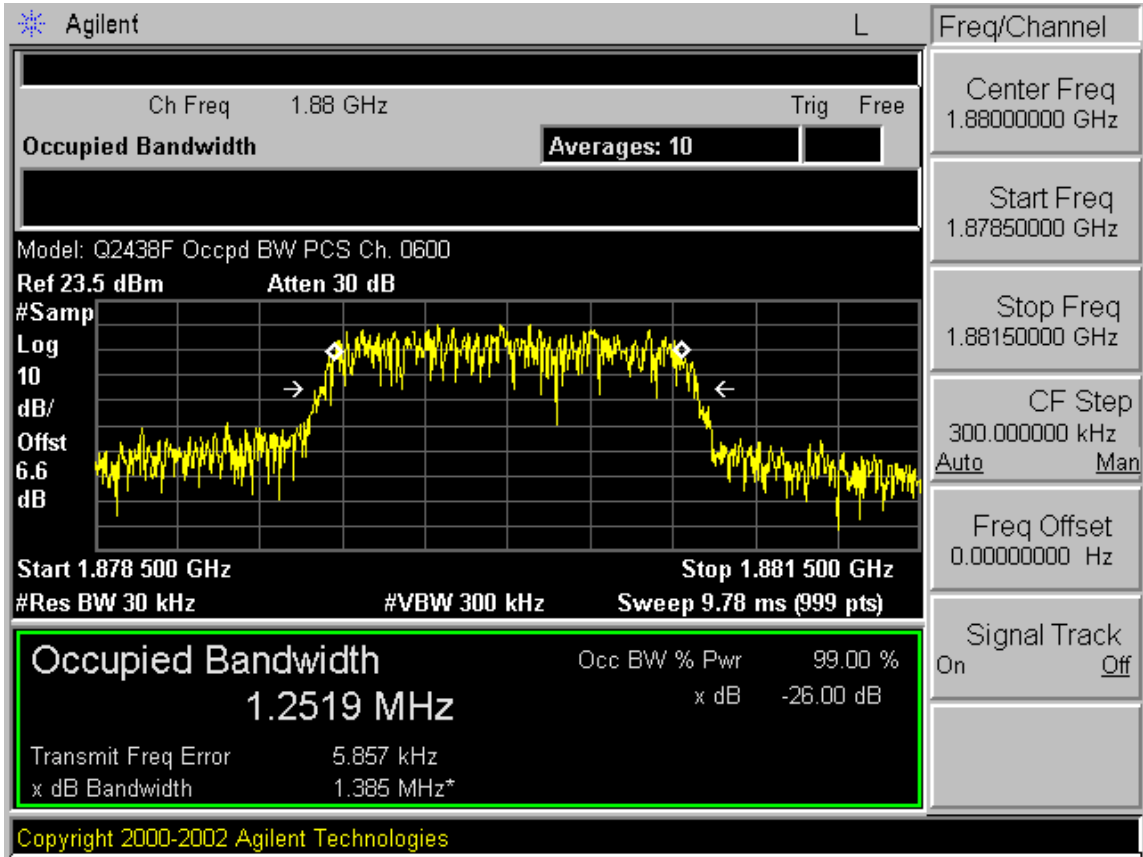 Agilent L
Freq/Channel
Ch Freq 1.88 GHz Trig Free
Occupied Bandwidth Averages: 10
Model: Q2438F Occpd BW PCS Ch. 0600
Ref 23.5 dBm Atten 30 dB
#Samp
Log
10
dB/
Offst
6.6
dB
Start 1.878 500 GHz Stop 1.881 500 GHz
#Res BW 30 kHz #VBW 300 kHz Sweep 9.78 ms (999 pts)
Occupied Bandwidth Occ BW % Pwr 99.00 %
1.2519 MHz x dB -26.00 dB
Transmit Freq Error 5.857 kHz
x dB Bandwidth 1.385 MHz*
Copyright 2000-2002 Agilent Technologies
Center Freq
1.88000000 GHz
Start Freq
1.87850000 GHz
Stop Freq
1.88150000 GHz
CF Step
300.000000 kHz
Auto Man
Freq Offset
0.00000000 Hz
Signal Track
On Off